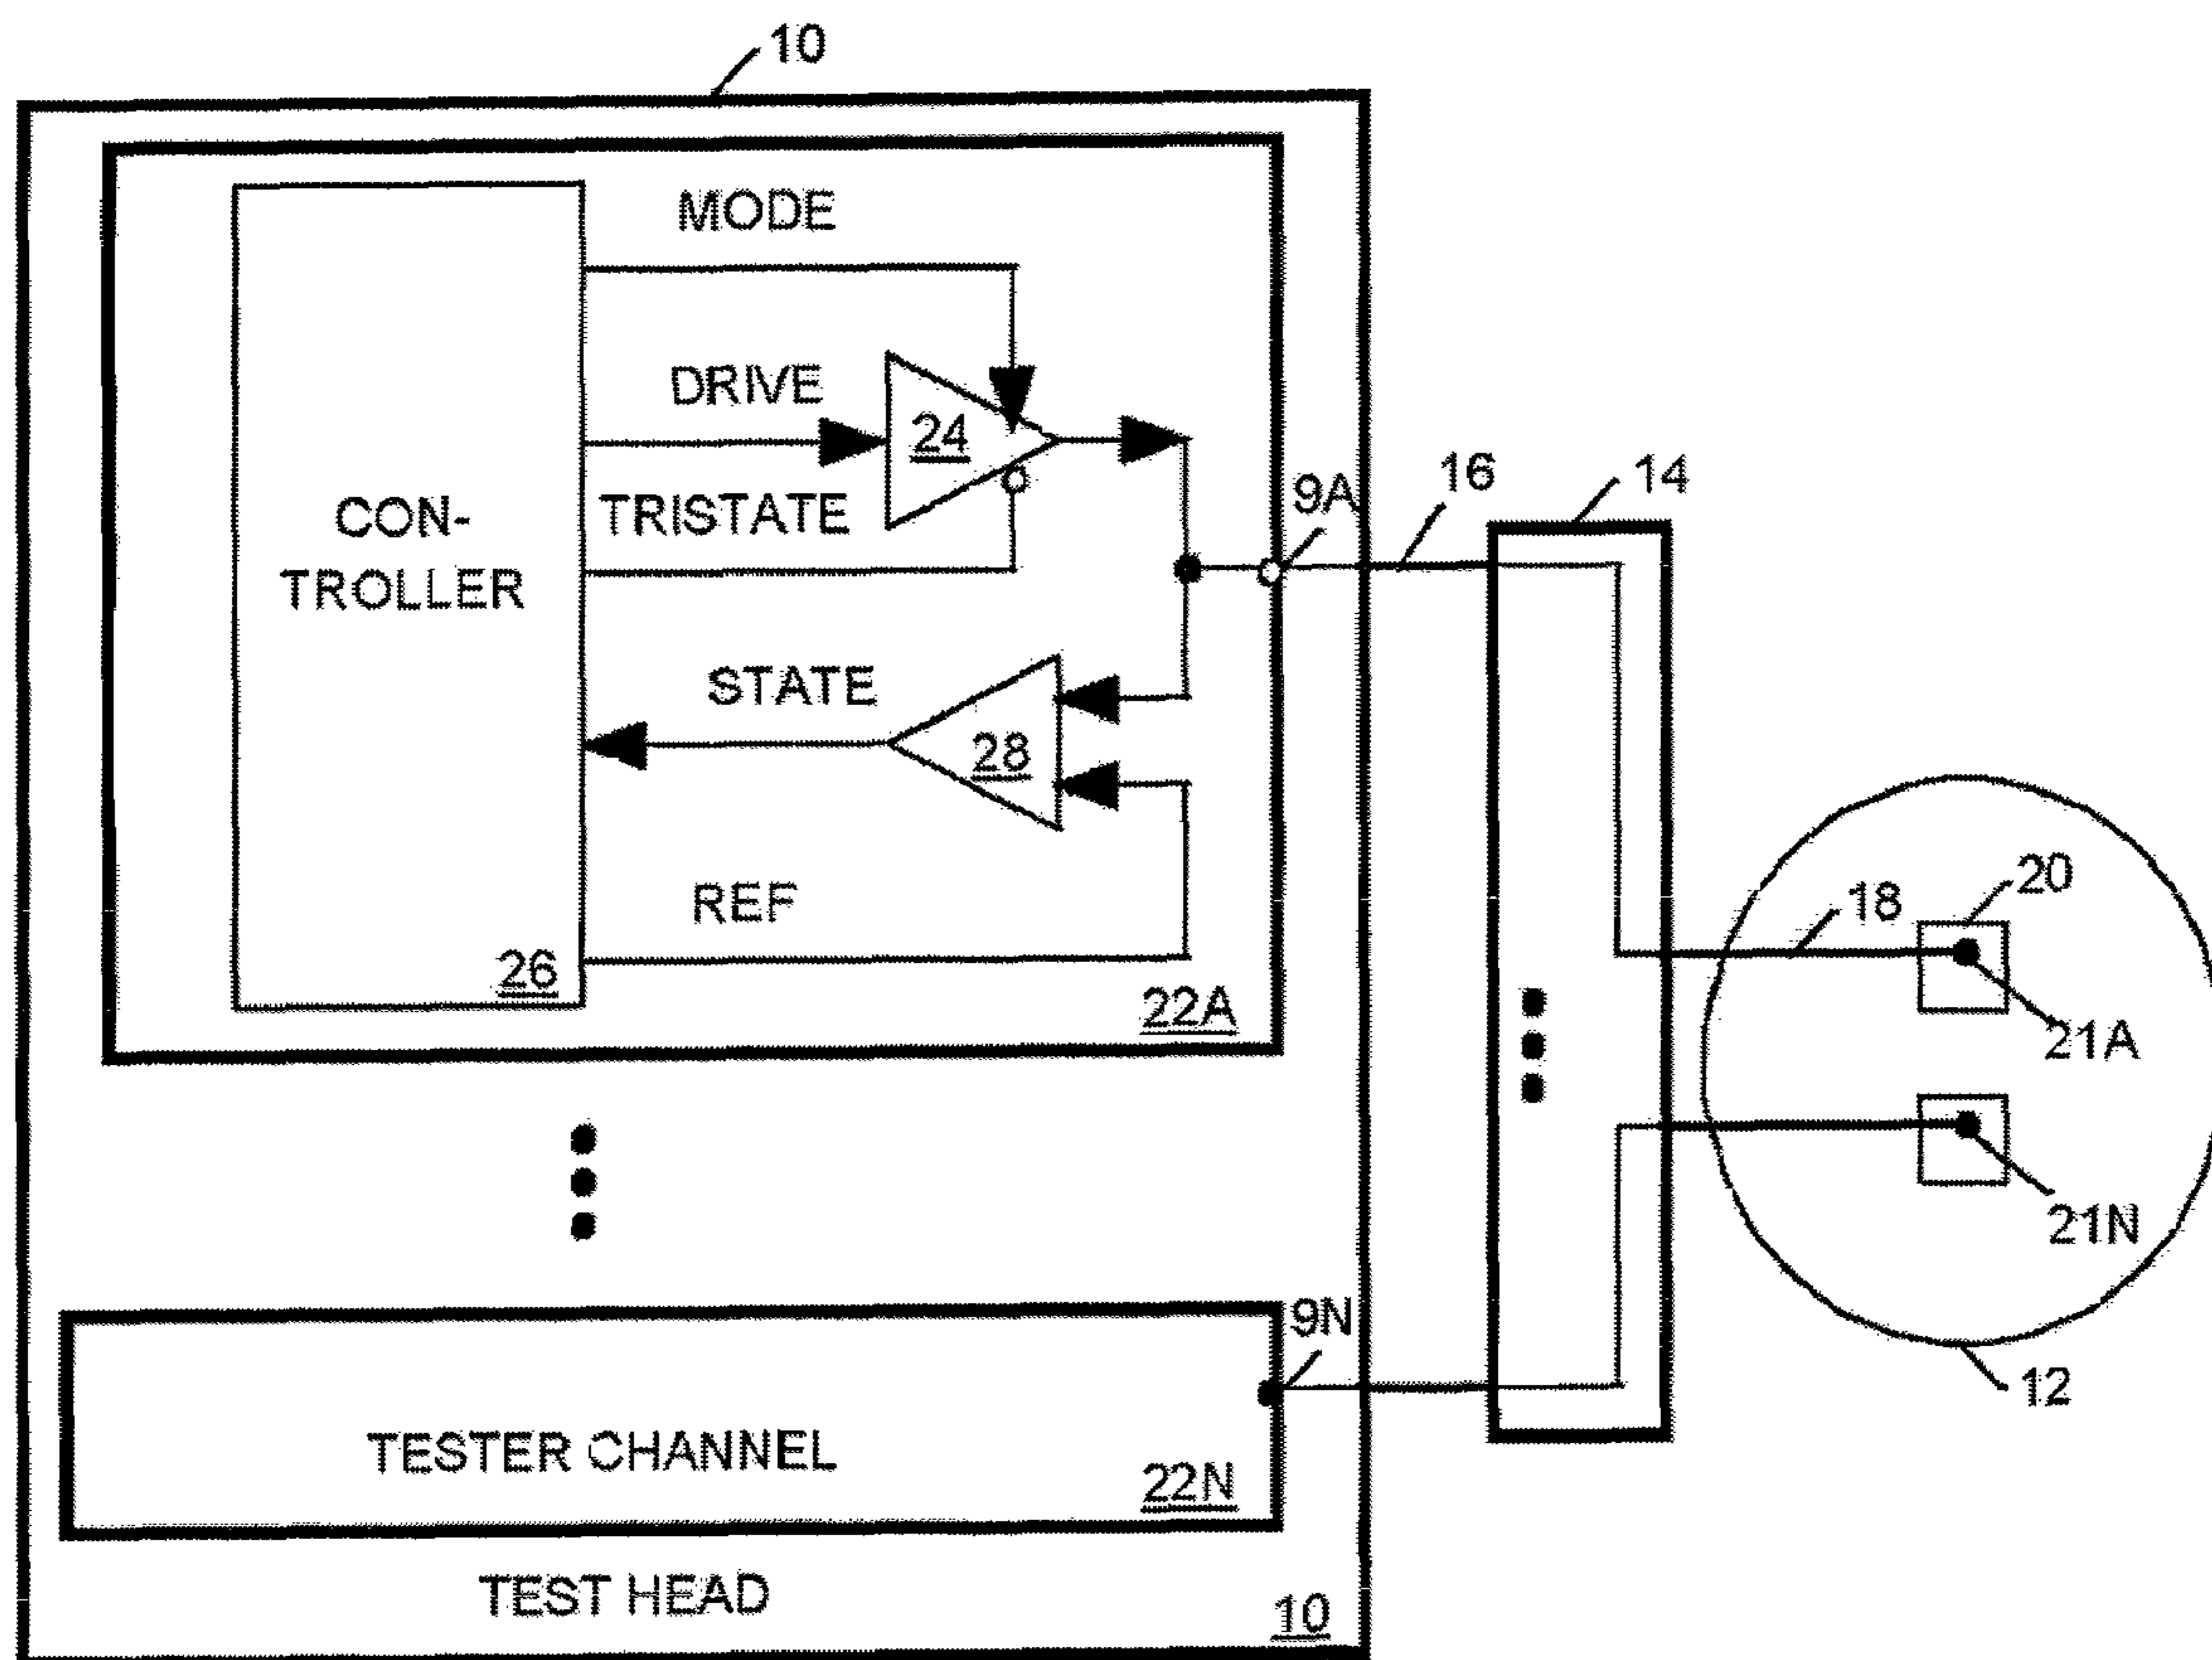 10
MODE
DRIVE
24
TRISTATE
CON-
TROLLER
9A
16
14
STATE
28
REF
26
22A
18
20
21A
21N
12
9N
TESTER CHANNEL
22N
TEST HEAD
10